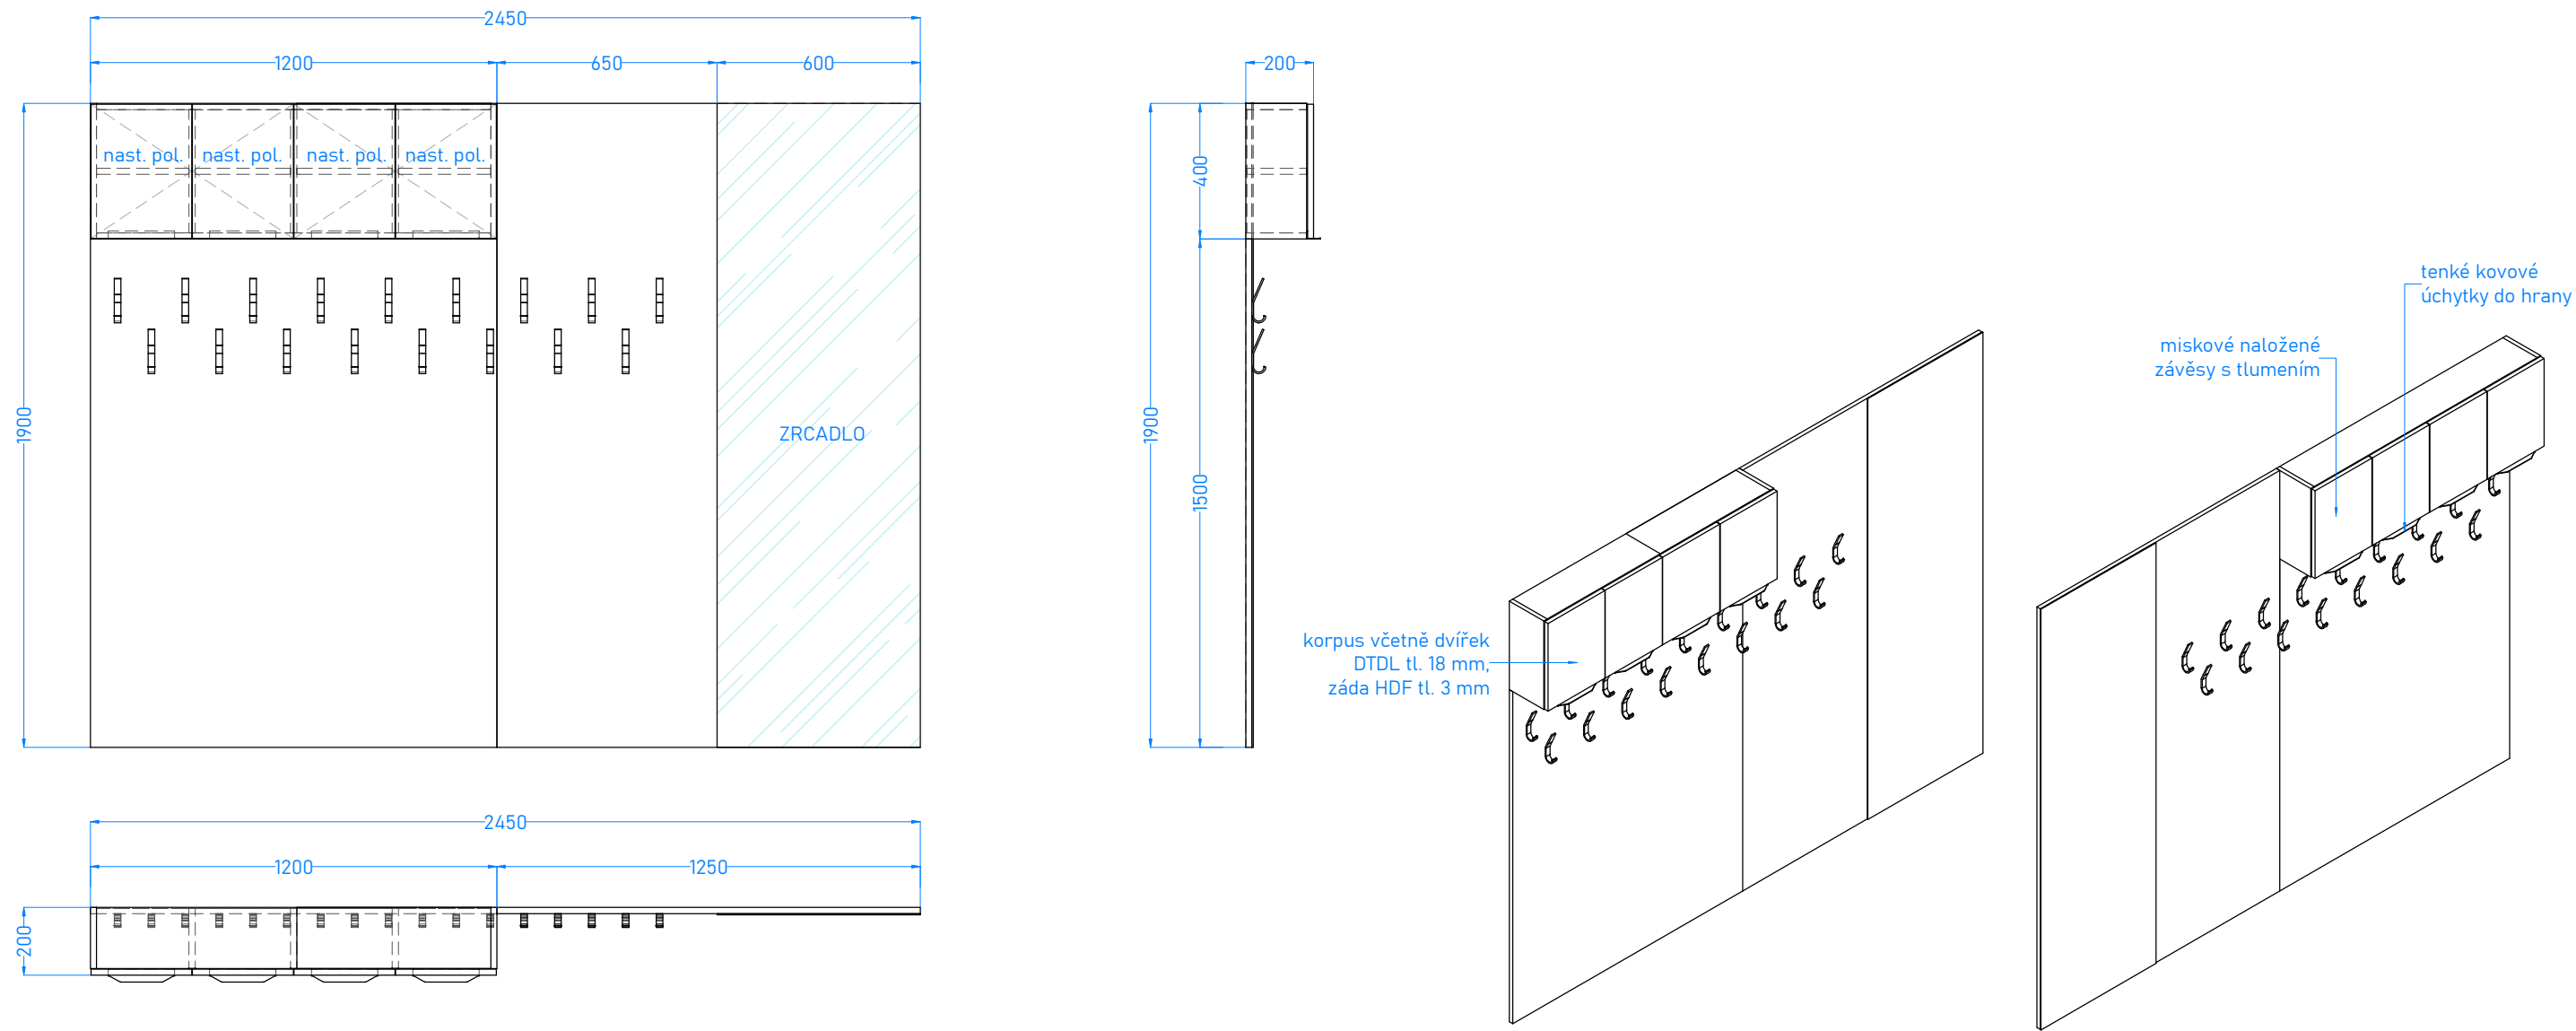 2450
1200
650
600
200
nast. pol.
nast. pol.
nast. pol.
nast. pol.
400
1900
1500
1900
ZRCADLO
tenké kovové
úchytky do hrany
miskové naložené
závěsy s tlumením
korpus včetně dvířek
DTDL tl. 18 mm,
záda HDF tl. 3 mm
2450
1200
1250
200